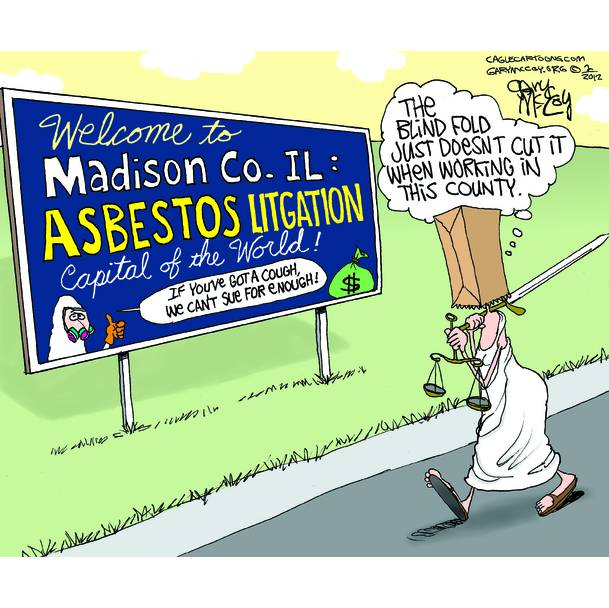 CAGLECARTOONS.COM
GARYMCCOY.ORG ©
2012
Gary McCoy
THE
BLIND FOLD
JUST DOESN'T CUT IT
WHEN WORKING IN
THIS COUNTY.
Welcome to
Madison Co. IL:
ASBESTOS LITGATION
Capital of the World!
IF YOU'VE GOT A COUGH,
WE CAN'T SUE FOR ENOUGH!
$